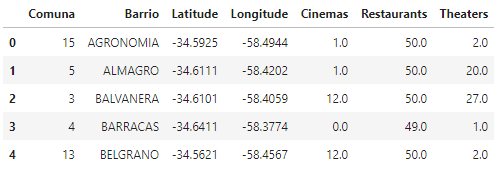 Comuna Barrio Latitude Longitude Cinemas Restaurants Theaters
0 15 AGRONOMIA -34.5925 -58.4944 1.0 50.0 2.0
1 5 ALMAGRO -34.6111 -58.4202 1.0 50.0 20.0
2 3 BALVANERA -34.6101 -58.4059 12.0 50.0 27.0
3 4 BARRACAS -34.6411 -58.3774 0.0 49.0 1.0
4 13 BELGRANO -34.5621 -58.4567 12.0 50.0 2.0